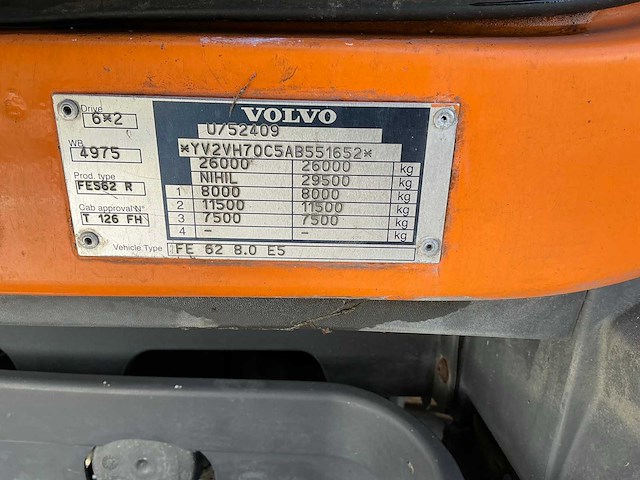 VOLVO
Drive 6*2
U/52409
WB 4975
*YV2VH70C5AB551652*
26000 26000 kg
Prod. type FES62 R
NIHIL 29500 kg
1 8000 8000 kg
Cab approval N° T 126 FH
2 11500 11500 kg
3 7500 7500 kg
4 - - kg
Vehicle Type FE 62 8.0 E5